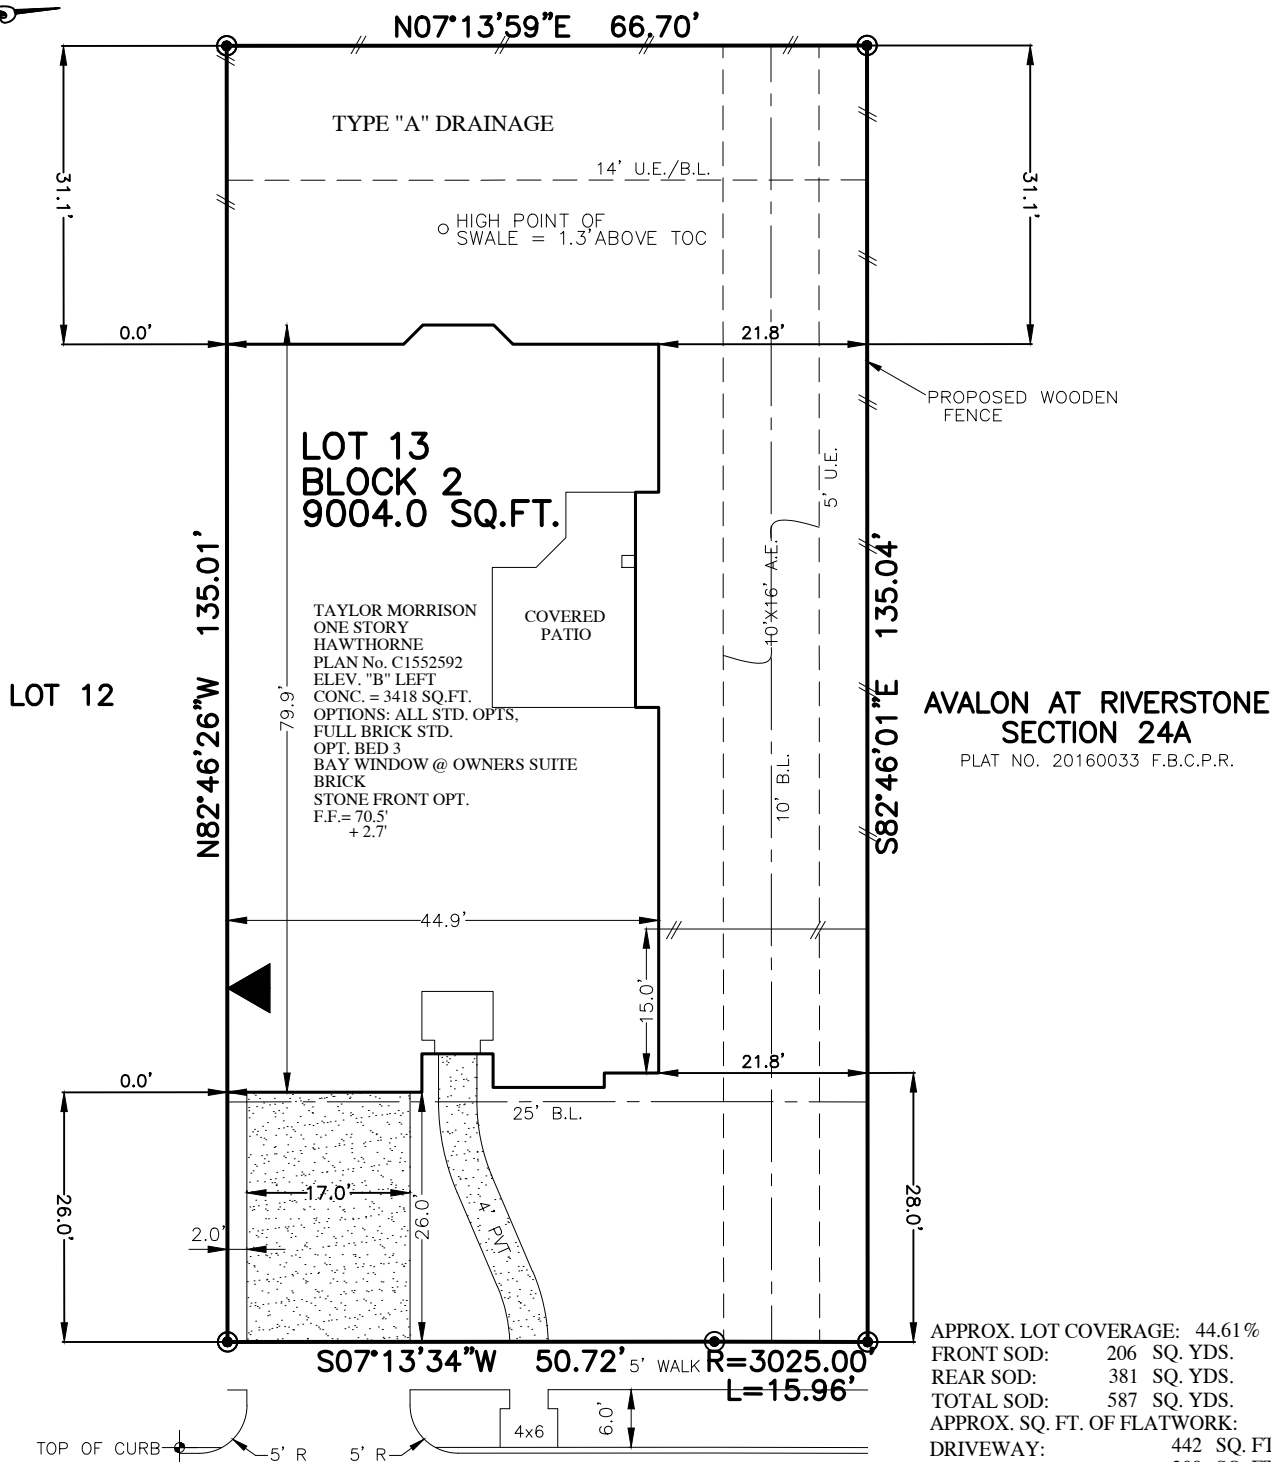 N07°13'59"E 66.70'
TYPE "A" DRAINAGE
31.1'
31.1'
14' U.E./B.L.
HIGH POINT OF
SWALE = 1.3'ABOVE TOC
0.0'
21.8'
PROPOSED WOODEN
FENCE
LOT 13
BLOCK 2
9004.0 SQ.FT.
5' U.E.
N82°46'26"W 135.01'
S82°46'01"E 135.04'
10'X16' A.E.
TAYLOR MORRISON
ONE STORY
HAWTHORNE
PLAN No. C1552592
ELEV. "B" LEFT
CONC. = 3418 SQ.FT.
OPTIONS: ALL STD. OPTS,
FULL BRICK STD.
OPT. BED 3
BAY WINDOW @ OWNERS SUITE
BRICK
STONE FRONT OPT.
F.F.= 70.5'
+ 2.7'
COVERED
PATIO
LOT 12
79.9'
AVALON AT RIVERSTONE
SECTION 24A
PLAT NO. 20160033 F.B.C.P.R.
10' B.L.
44.9'
15.0'
0.0'
21.8'
25' B.L.
26.0'
17.0'
2.0'
26.0'
4' PVT
28.0'
S07°13'34"W 50.72'
5' WALK
R=3025.00'
L=15.96'
TOP OF CURB
5' R
5' R
4x6
6.0'
APPROX. LOT COVERAGE: 44.61%
FRONT SOD: 206 SQ. YDS.
REAR SOD: 381 SQ. YDS.
TOTAL SOD: 587 SQ. YDS.
APPROX. SQ. FT. OF FLATWORK:
DRIVEWAY: 442 SQ. FT